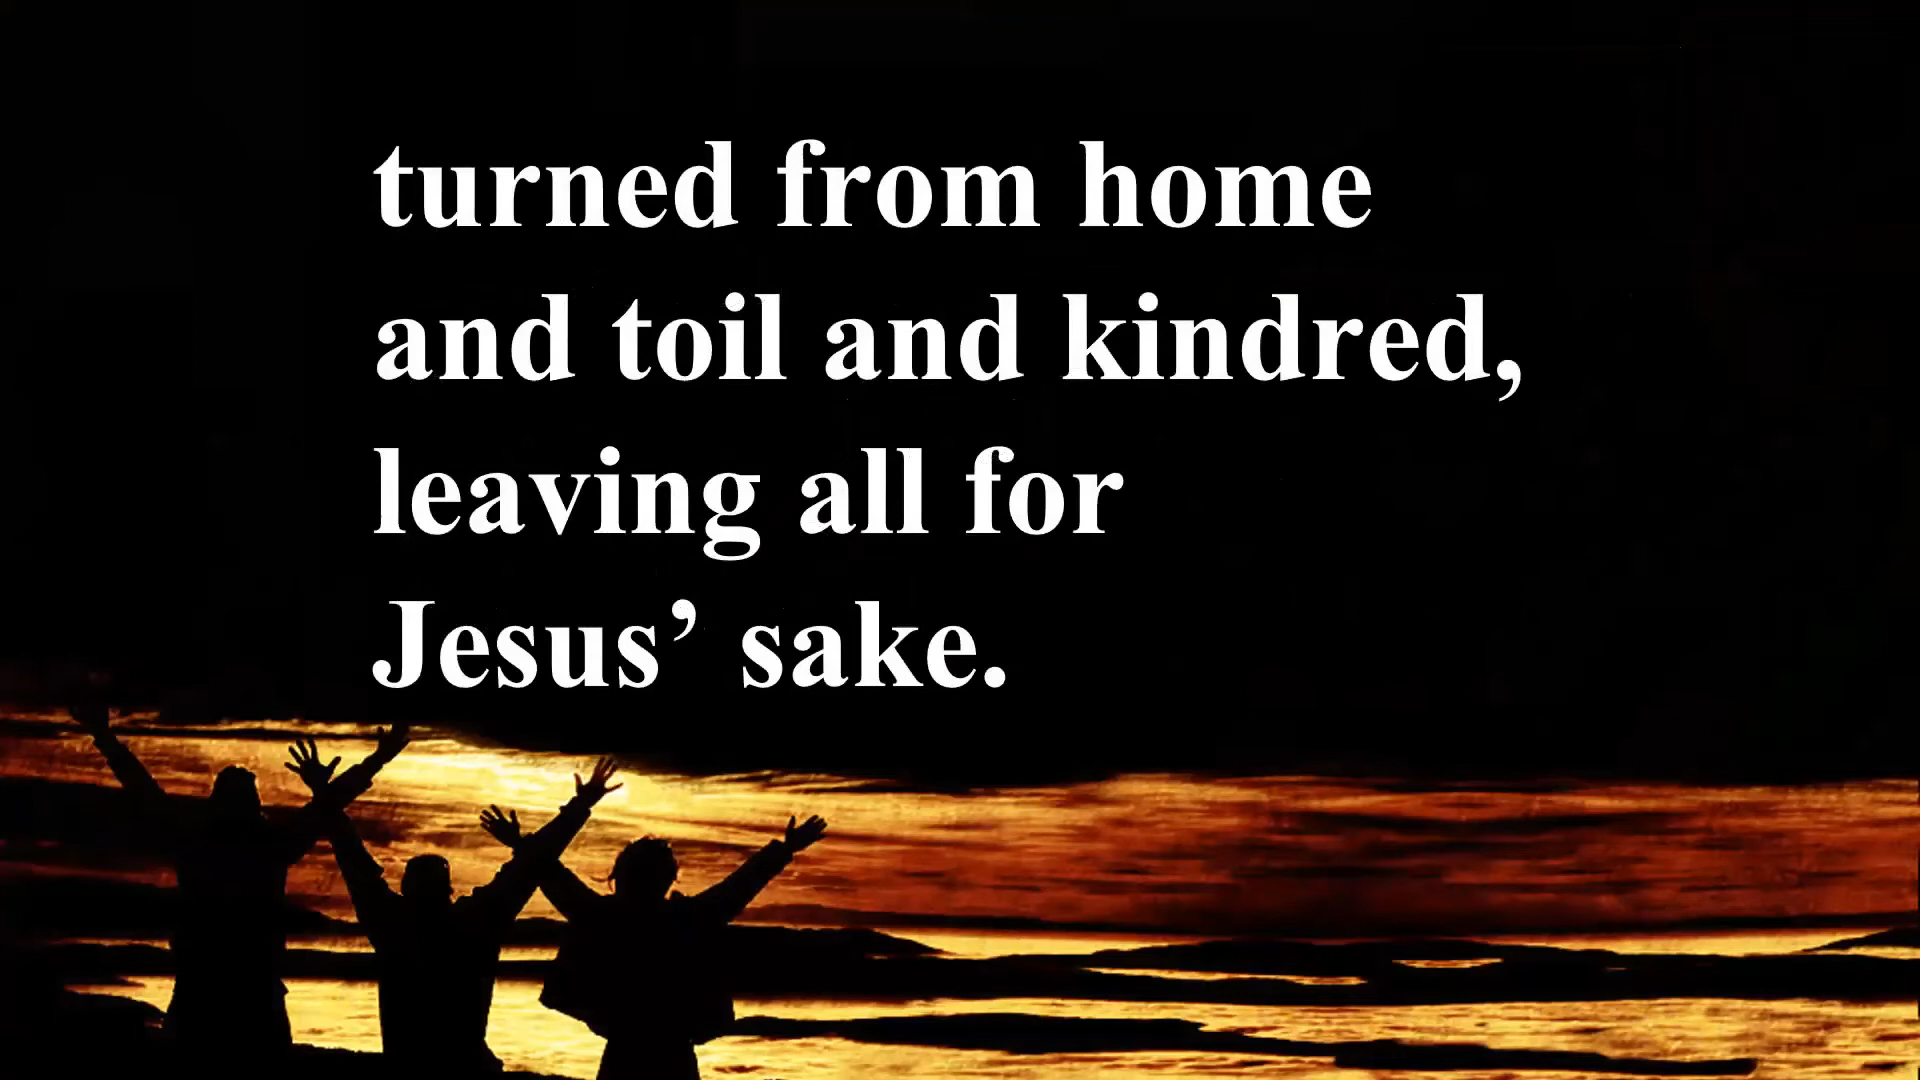 turned from home
and toil and kindred,
leaving all for
Jesus’ sake.